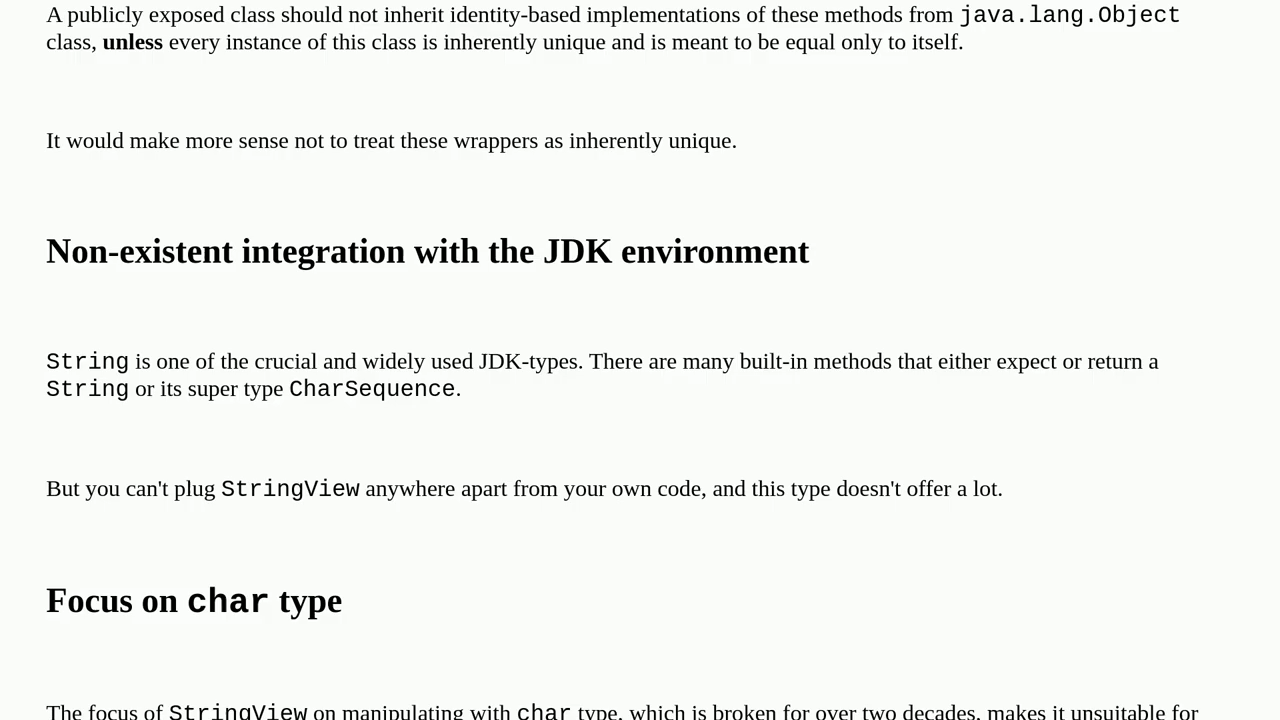 A publicly exposed class should not inherit identity-based implementations of these methods from java.lang.Object
class, unless every instance of this class is inherently unique and is meant to be equal only to itself.
It would make more sense not to treat these wrappers as inherently unique.
Non-existent integration with the JDK environment
String is one of the crucial and widely used JDK-types. There are many built-in methods that either expect or return a
String or its super type CharSequence.
But you can't plug StringView anywhere apart from your own code, and this type doesn't offer a lot.
Focus on char type
The focus of StringView on manipulating with char type, which is broken for over two decades, makes it unsuitable for